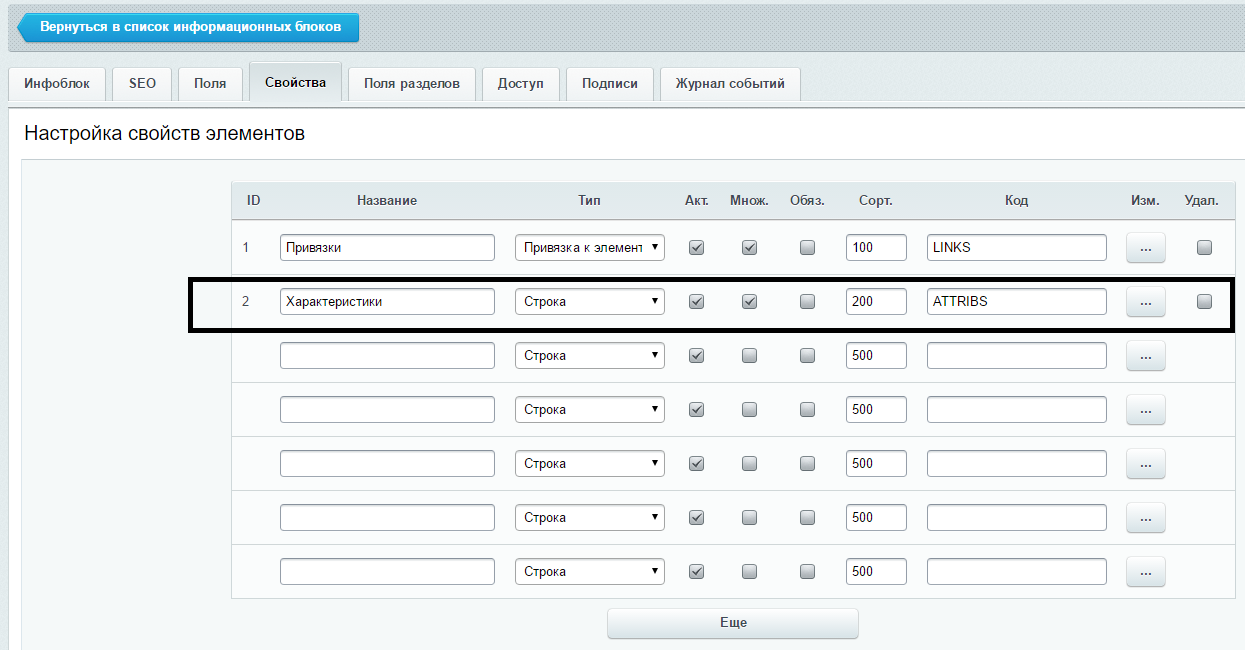 Вернуться в список информационных блоков
Инфоблок SEO Поля Свойства Поля разделов Доступ Подписи Журнал событий
Настройка свойств элементов
ID Название Тип Акт. Множ. Обяз. Сорт. Код Изм. Удал.
1 Привязки Привязка к элемент 100 LINKS ...
2 Характеристики Строка 200 ATTRIBS ...
Строка 500 ...
Строка 500 ...
Строка 500 ...
Строка 500 ...
Строка 500 ...
Еще